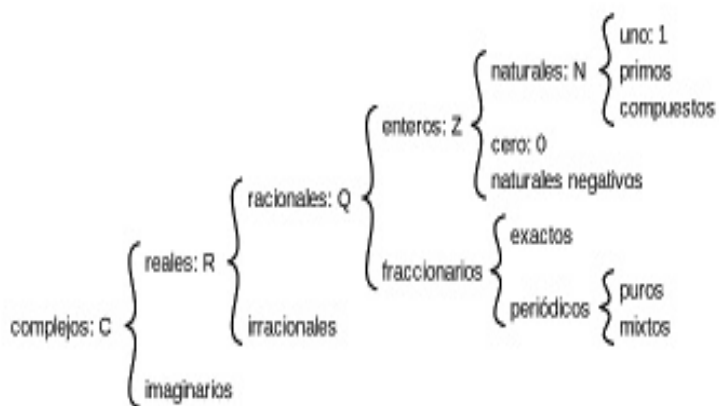 uno: 1
naturales: N
primos
compuestos
enteros: Z
cero: 0
naturales negativos
racionales: Q
exactos
reales: R
fraccionarios
puros
periódicos
mixtos
complejos: C
irracionales
imaginarios